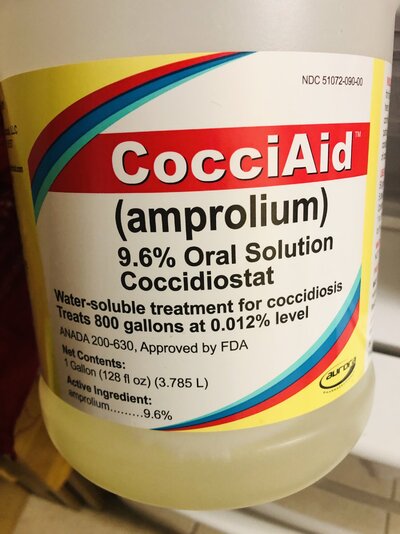 NDC 51072-090-00
CocciAid™
(amprolium)
9.6% Oral Solution
Coccidiostat
Water-soluble treatment for coccidiosis
Treats 800 gallons at 0.012% level
ANADA 200-630, Approved by FDA
Net Contents:
1 Gallon (128 fl oz) (3.785 L)
Active Ingredient:
amprolium.........9.6%
aurora